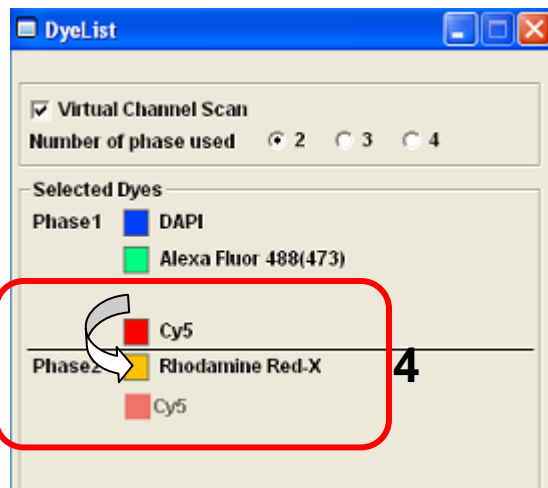 DyeList
Virtual Channel Scan
Number of phase used 2 3 4
Selected Dyes
Phase1 DAPI
Alexa Fluor 488(473)
Cy5
Phase2 Rhodamine Red-X
4
Cy5